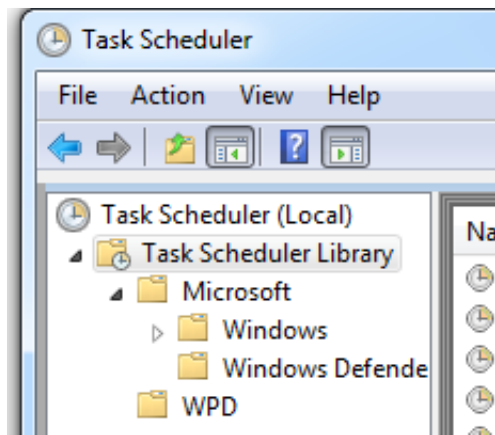 Task Scheduler
File Action View Help
Task Scheduler (Local)
Task Scheduler Library
Microsoft
Windows
Windows Defende
WPD
Na